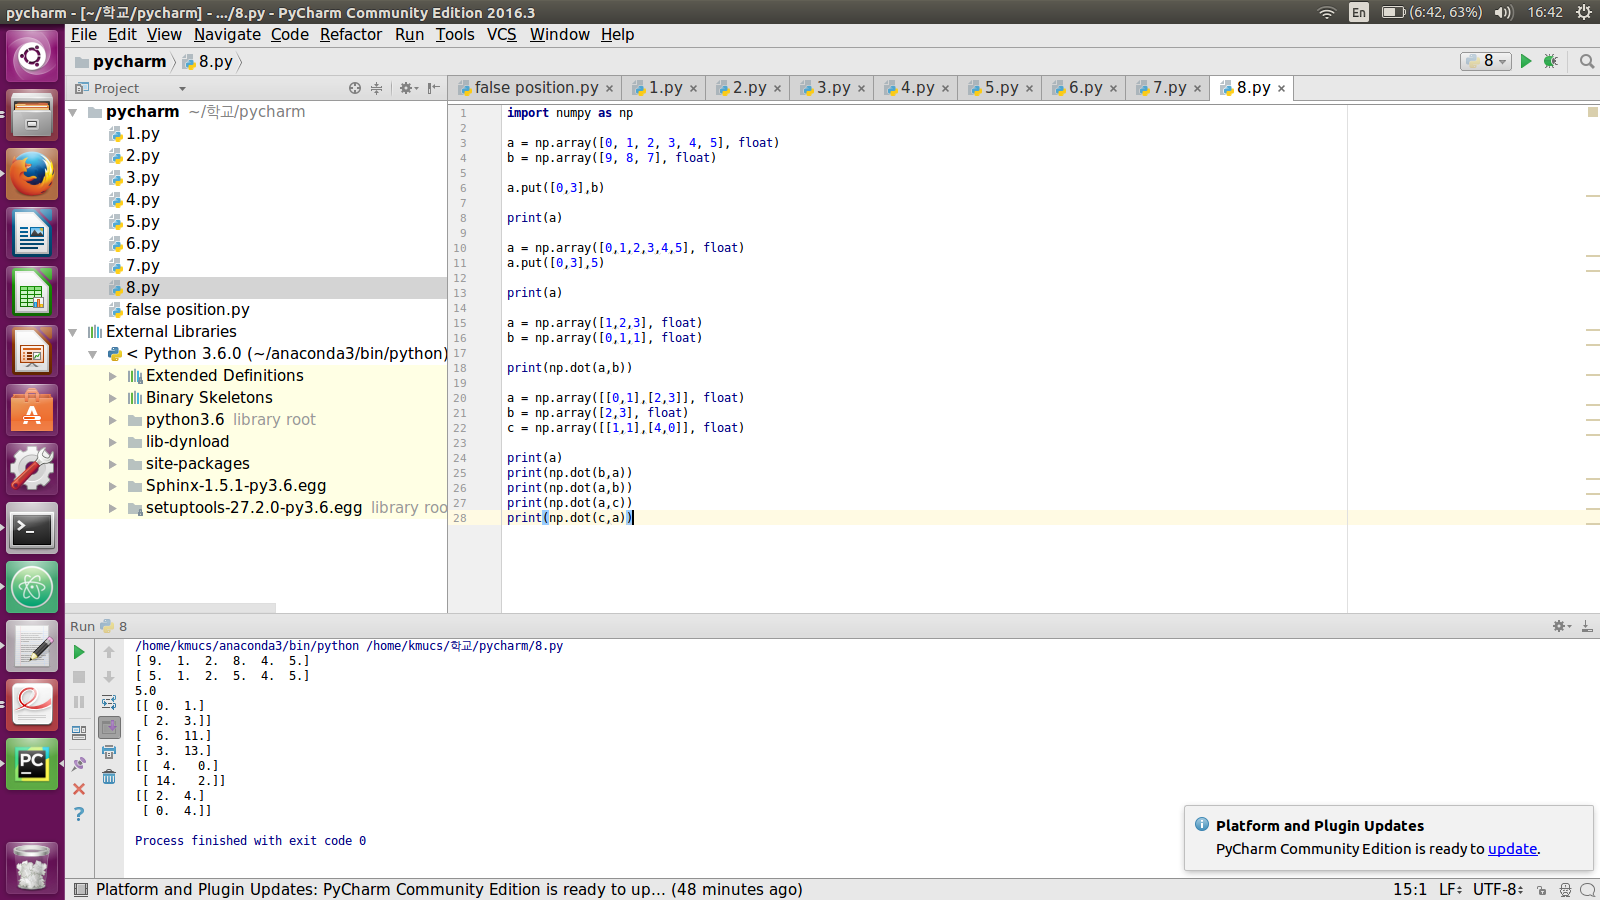 pycharm - [~/학교/pycharm] - .../8.py - PyCharm Community Edition 2016.3
En (6:42, 63%) 16:42
File Edit View Navigate Code Refactor Run Tools VCS Window Help
pycharm 8.py
8
Project
false position.py 1.py 2.py 3.py 4.py 5.py 6.py 7.py 8.py
pycharm ~/학교/pycharm
1.py
2.py
3.py
4.py
5.py
6.py
7.py
8.py
false position.py
External Libraries
< Python 3.6.0 (~/anaconda3/bin/python)
Extended Definitions
Binary Skeletons
python3.6 library root
lib-dynload
site-packages
Sphinx-1.5.1-py3.6.egg
setuptools-27.2.0-py3.6.egg library roo
1 import numpy as np
2
3 a = np.array([0, 1, 2, 3, 4, 5], float)
4 b = np.array([9, 8, 7], float)
5
6 a.put([0,3],b)
7
8 print(a)
9
10 a = np.array([0,1,2,3,4,5], float)
11 a.put([0,3],5)
12
13 print(a)
14
15 a = np.array([1,2,3], float)
16 b = np.array([0,1,1], float)
17
18 print(np.dot(a,b))
19
20 a = np.array([[0,1],[2,3]], float)
21 b = np.array([2,3], float)
22 c = np.array([[1,1],[4,0]], float)
23
24 print(a)
25 print(np.dot(b,a))
26 print(np.dot(a,b))
27 print(np.dot(a,c))
28 print(np.dot(c,a))
Run 8
/home/kmucs/anaconda3/bin/python /home/kmucs/학교/pycharm/8.py
[ 9.  1.  2.  8.  4.  5.]
[ 5.  1.  2.  5.  4.  5.]
5.0
[[ 0.  1.]
 [ 2.  3.]]
[  6.  11.]
[  3.  13.]
[[  4.   0.]
 [ 14.   2.]]
[[ 2.  4.]
 [ 0.  4.]]
Process finished with exit code 0
PC
Platform and Plugin Updates
PyCharm Community Edition is ready to update.
Platform and Plugin Updates: PyCharm Community Edition is ready to up... (48 minutes ago)
15:1 LF UTF-8